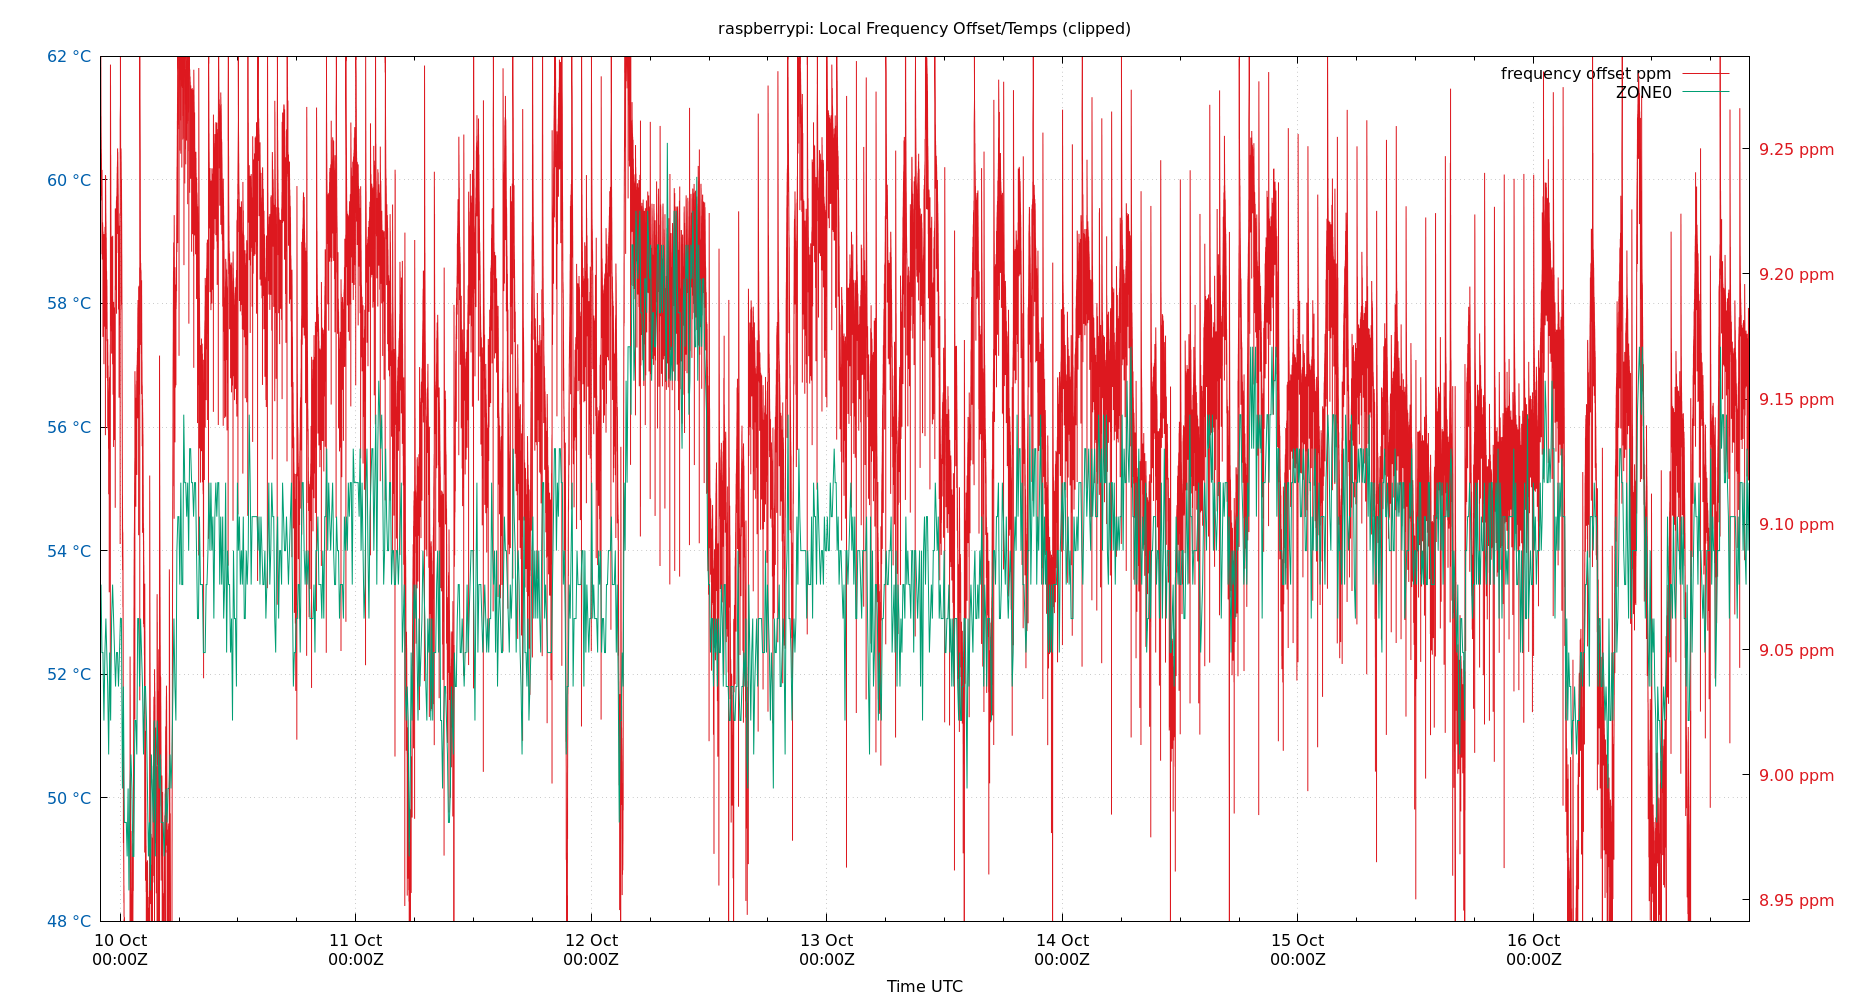 raspberrypi: Local Frequency Offset/Temps (clipped)
62 °C
60 °C
58 °C
56 °C
54 °C
52 °C
50 °C
48 °C
frequency offset ppm
ZONE0
9.25 ppm
9.20 ppm
9.15 ppm
9.10 ppm
9.05 ppm
9.00 ppm
8.95 ppm
10 Oct 11 Oct 12 Oct 13 Oct 14 Oct 15 Oct 16 Oct
00:00Z 00:00Z 00:00Z 00:00Z 00:00Z 00:00Z 00:00Z
Time UTC